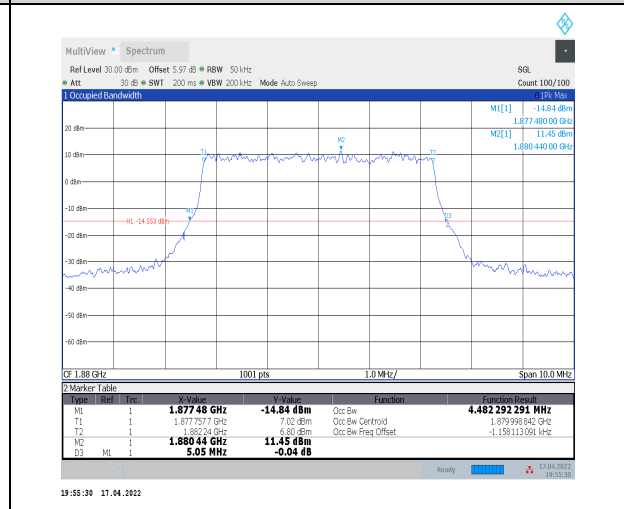 MultiView Spectrum
Ref Level 30.00 dBm Offset 5.97 dB RBW 50 kHz SGL
Att 30 dB SWT 200 ms VBW 200 kHz Mode Auto Sweep Count 100/100
1 Occupied Bandwidth 1Pk Max
M1[1] -14.84 dBm
1.877 480 00 GHz
M2[1] 11.45 dBm
1.880 440 00 GHz
20 dBm
M2
T1 T2
10 dBm
0 dBm
-10 dBm
M1 D3
H1 -14.553 dBm
-20 dBm
-30 dBm
-40 dBm
-50 dBm
-60 dBm
CF 1.88 GHz 1001 pts 1.0 MHz/ Span 10.0 MHz
2 Marker Table
Type Ref Trc X-Value Y-Value Function Function Result
M1 1 1.877 48 GHz -14.84 dBm Occ Bw 4.482 292 291 MHz
T1 1 1.8777577 GHz 7.02 dBm Occ Bw Centroid 1.879 998 842 GHz
T2 1 1.88224 GHz 6.80 dBm Occ Bw Freq Offset -1.158 113 091 kHz
M2 1 1.880 44 GHz 11.45 dBm
D3 M1 1 5.05 MHz -0.04 dB
Ready 17.04.2022
19:55:30
19:55:30 17.04.2022